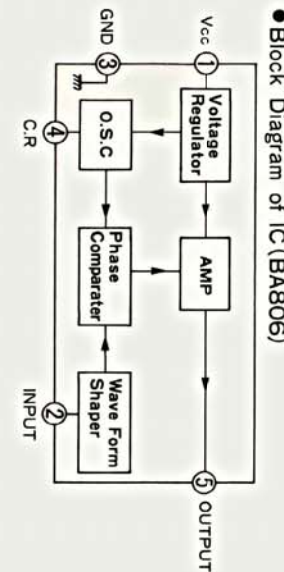 ● Block Diagram of IC (BA806)
Vcc
GND
1
3
Voltage
Regulator
O.S.C
4
C.R
AMP
Phase
Comparater
Wave Form
Shaper
2
INPUT
5
OUTPUT